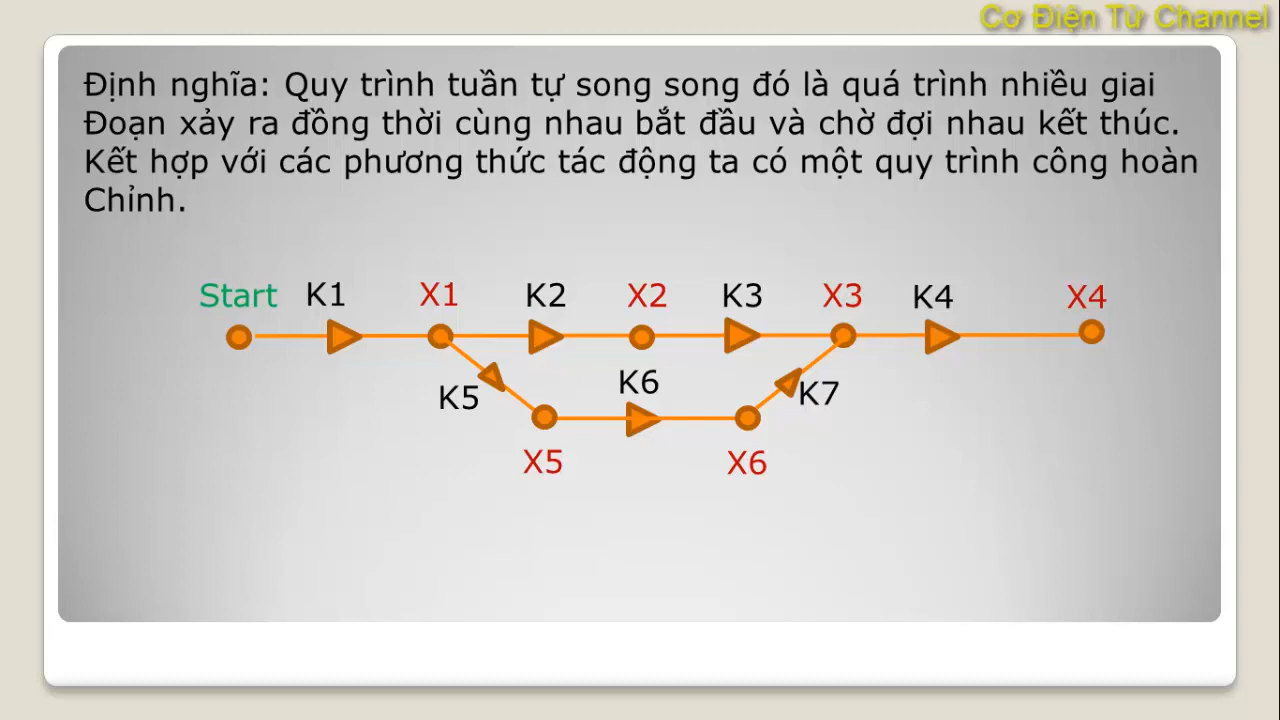 Cơ Điện Tử Channel
Định nghĩa: Quy trình tuần tự song song đó là quá trình nhiều giai
Đoạn xảy ra đồng thời cùng nhau bắt đầu và chờ đợi nhau kết thúc.
Kết hợp với các phương thức tác động ta có một quy trình công hoàn
Chỉnh.
Start K1 X1 K2 X2 K3 X3 K4 X4
K5 K6 K7
X5 X6